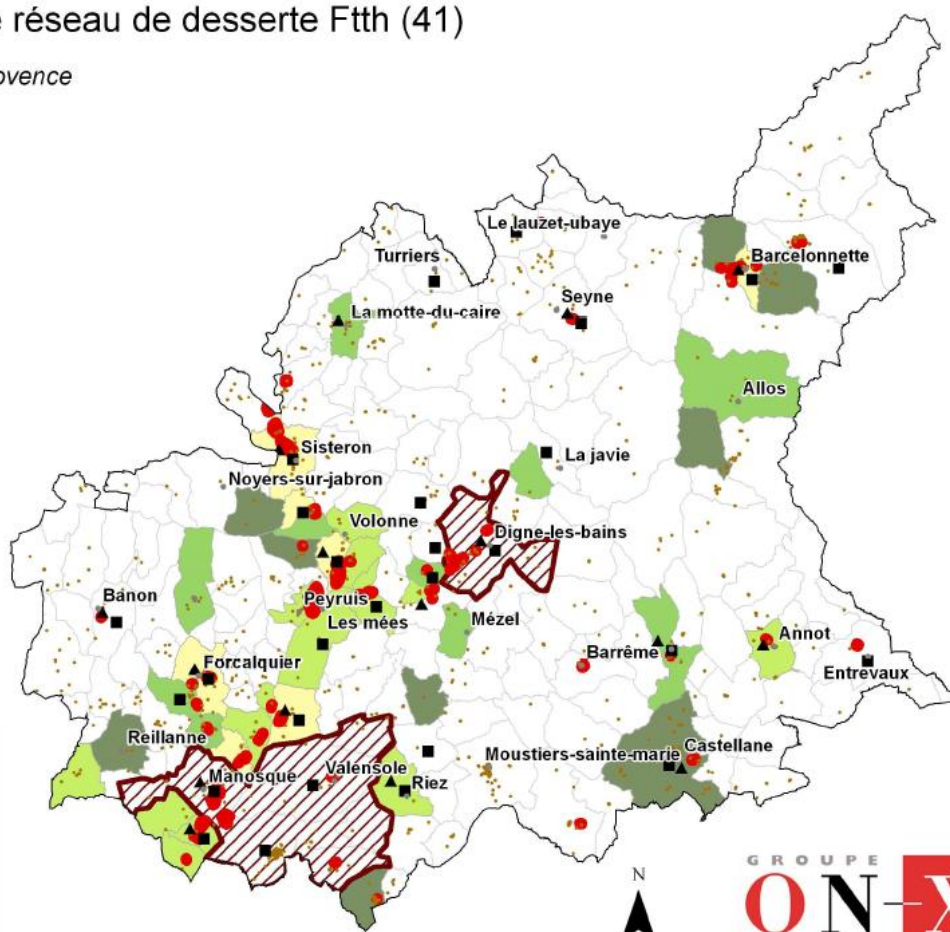 e réseau de desserte Ftth (41)
ovence
Le lauzet-ubaye
Turriers
Barcelonnette
Seyne
La motte-du-caire
Allos
Sisteron
La javie
Noyers-sur-jabron
Volonne
Digne-les-bains
Banon
Peyruis
Les mées
Mézel
Annot
Barrême
Forcalquier
Entrevaux
Reillanne
Moustiers-sainte-marie
Castellane
Valensole
Manosque
Riez
N
GROUPE
ON-X